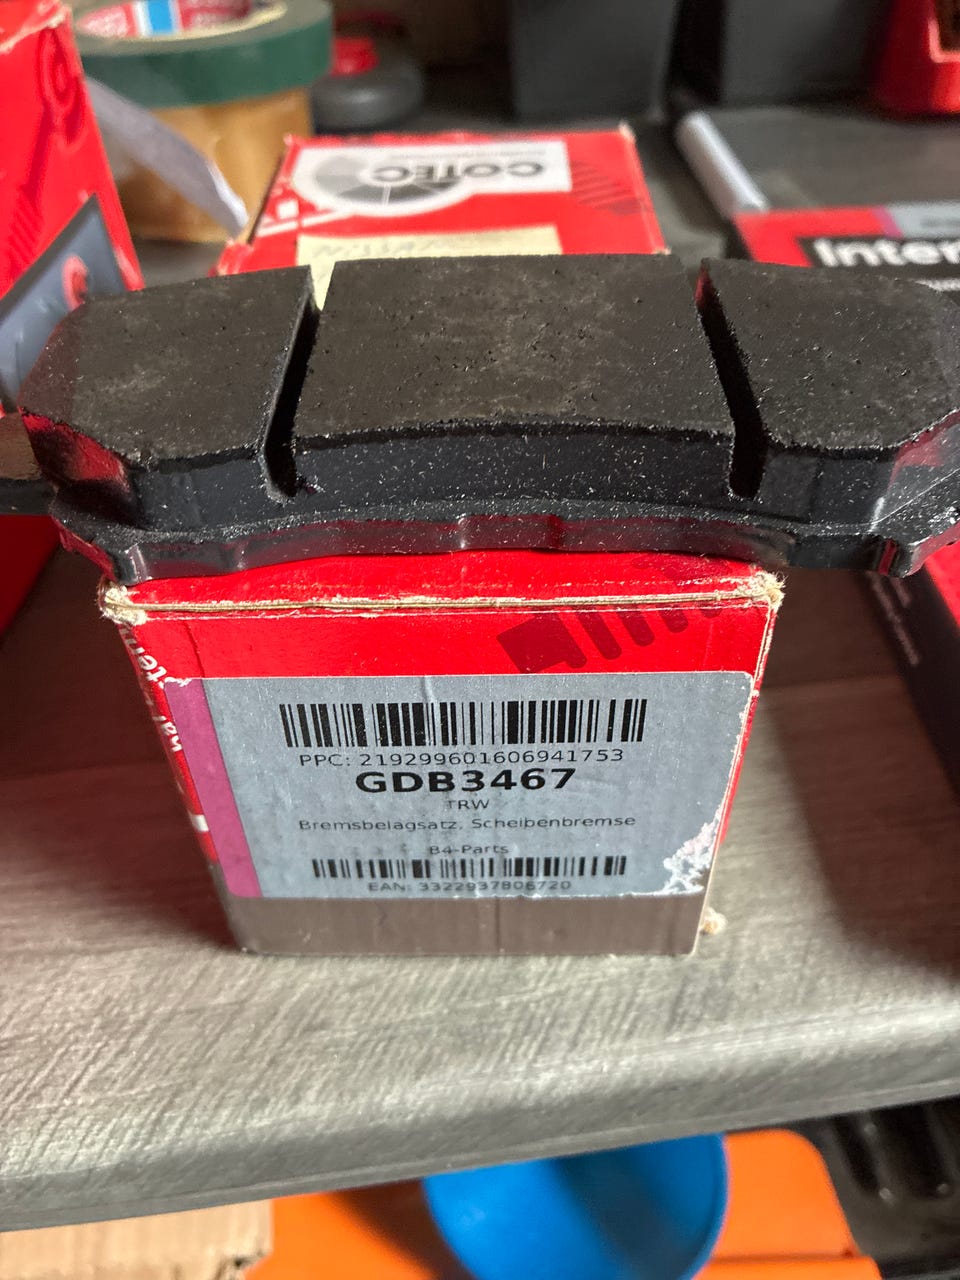 COTEC
Inter
PPC: 219299601606941753
GDB3467
TRW
Bremsbelagsatz, Scheibenbremse
B4-Parts
EAN: 3322937806720